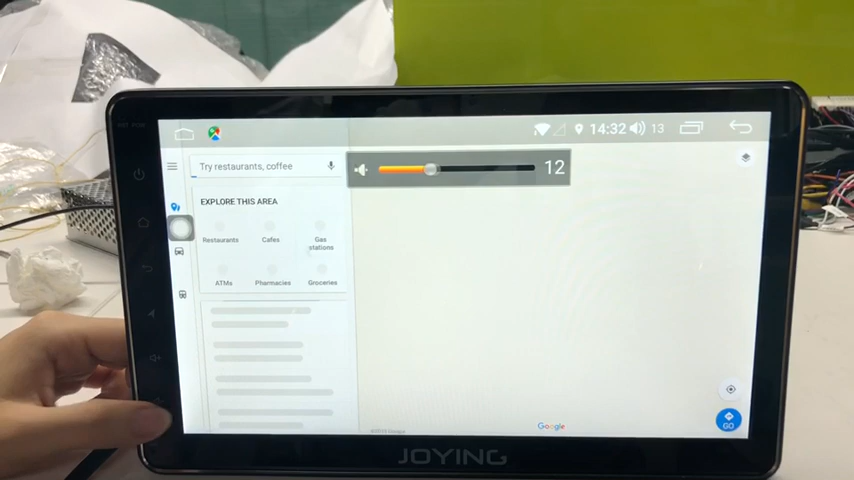 14:32 13
Try restaurants, coffee
12
EXPLORE THIS AREA
Restaurants
Cafes
Gas stations
ATMs
Pharmacies
Groceries
Google
GO
JOYING